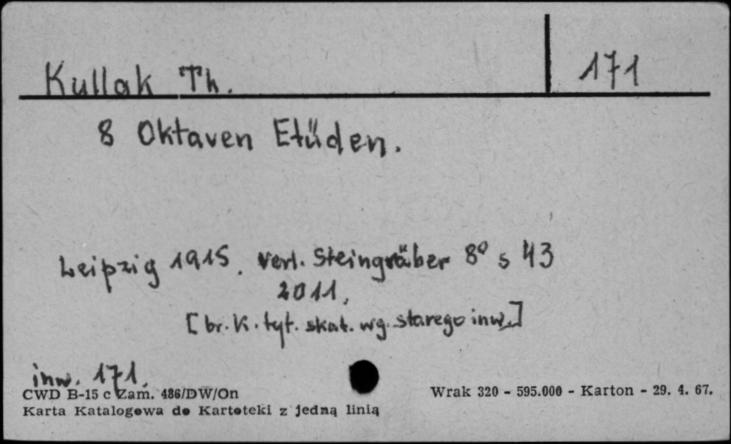 Kullak Th. 171
8 Oktaven Etüden.
Leipzig 1915. Verl. Steingräber 8° s 43
2011,
[br. k. tyt. skat. wg. starego inw.]
inw. 171.
CWD B-15 c Zam. 486/DW/On
Wrak 320 - 595.000 - Karton - 29. 4. 67.
Karta Katalogowa do Kartoteki z jedną linią